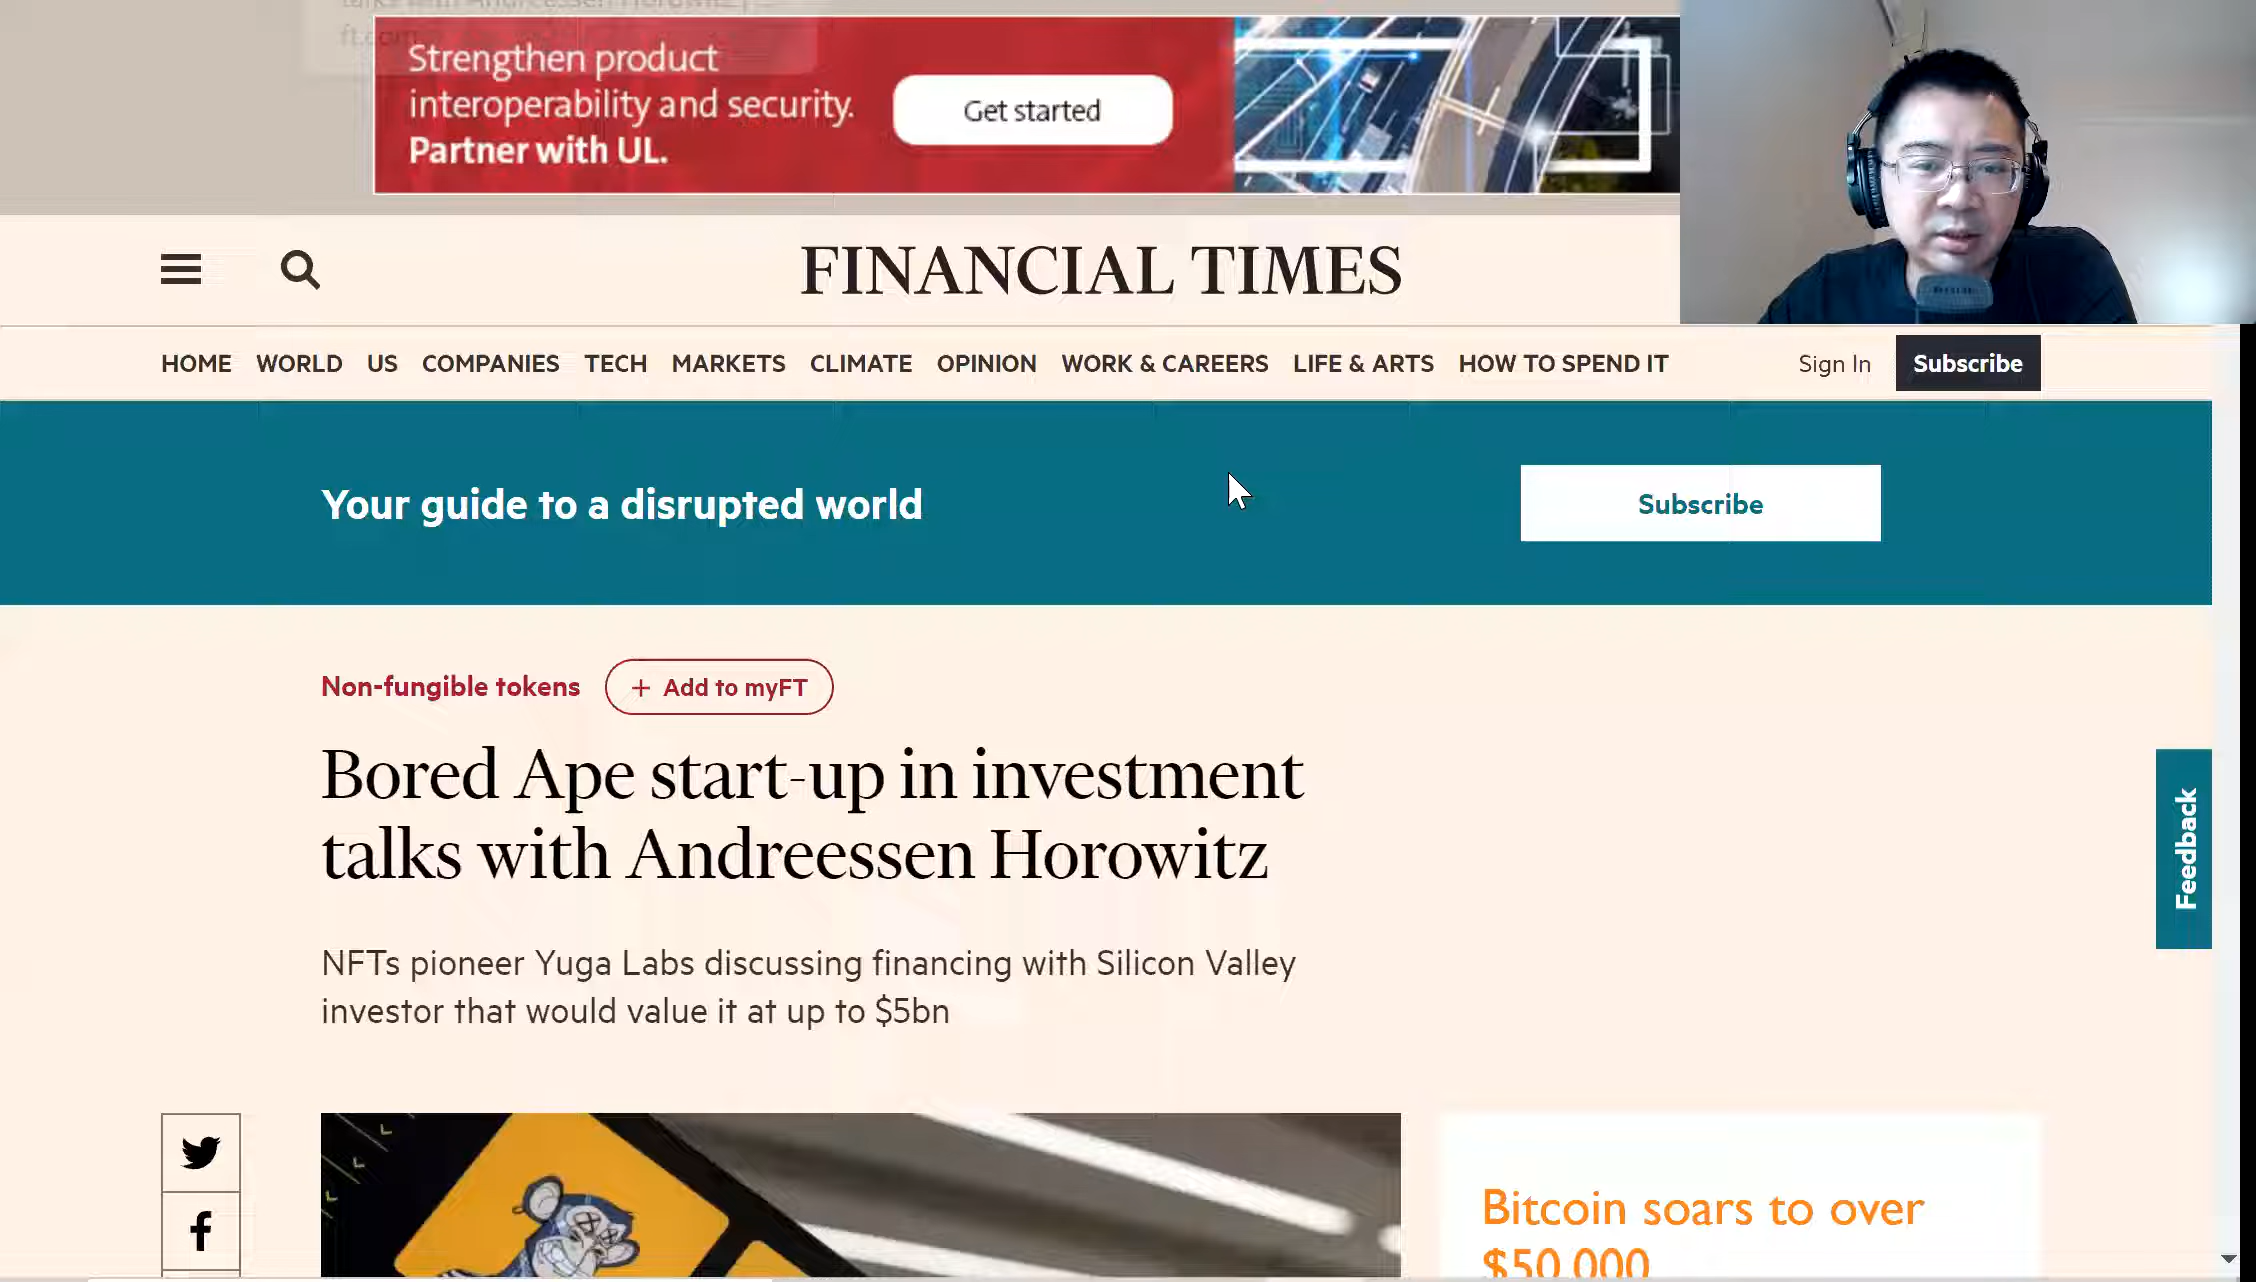 Strengthen product
interoperability and security.
Partner with UL.
Get started
FINANCIAL TIMES
HOME WORLD US COMPANIES TECH MARKETS CLIMATE OPINION WORK & CAREERS LIFE & ARTS HOW TO SPEND IT Sign In Subscribe
Your guide to a disrupted world
Subscribe
Non-fungible tokens + Add to myFT
Bored Ape start-up in investment
talks with Andreessen Horowitz
NFTs pioneer Yuga Labs discussing financing with Silicon Valley
investor that would value it at up to $5bn
Feedback
Bitcoin soars to over
$50,000